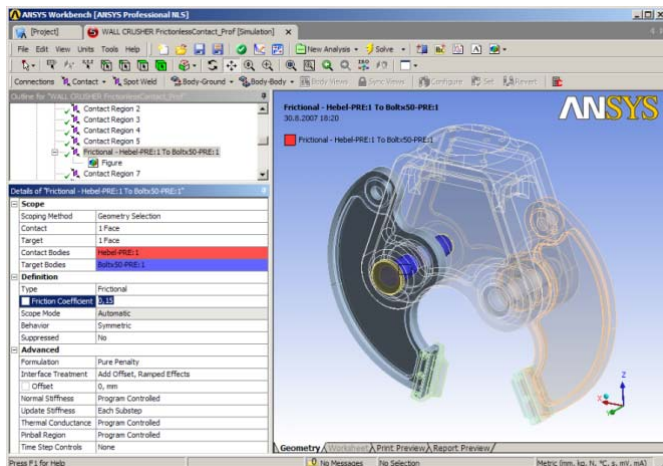 ANSYS Workbench [ANSYS Professional NLS]
[Project]
WALL CRUSHER FrictionlessContact_Prof [Simulation]
File Edit View Units Tools Help
New Analysis
Solve
Connections
Contact
Spot Weld
Body-Ground
Body-Body
Body Views
Sync Views
Configure
Set
Revert
Outline for "WALL CRUSHER FrictionlessContact_Prof"
Contact Region 2
Contact Region 3
Contact Region 4
Contact Region 5
Frictional - Hebel-PRE:1 To Boltx50-PRE:1
Figure
Contact Region 7
Details of "Frictional - Hebel-PRE:1 To Boltx50-PRE:1"
Scope
Scoping Method Geometry Selection
Contact 1 Face
Target 1 Face
Contact Bodies Hebel-PRE:1
Target Bodies Boltx50-PRE:1
Definition
Type Frictional
Friction Coefficient 0,15
Scope Mode Automatic
Behavior Symmetric
Suppressed No
Advanced
Formulation Pure Penalty
Interface Treatment Add Offset, Ramped Effects
Offset 0, mm
Normal Stiffness Program Controlled
Update Stiffness Each Substep
Thermal Conductance Program Controlled
Pinball Region Program Controlled
Time Step Controls None
Frictional - Hebel-PRE:1 To Boltx50-PRE:1
30.8.2007 18:20
Frictional - Hebel-PRE:1 To Boltx50-PRE:1
ANSYS
Z
X
Y
Geometry Worksheet Print Preview Report Preview
Press F1 for Help
No Messages
No Selection
Metric (mm, kg, N, °C, s, mV, mA)